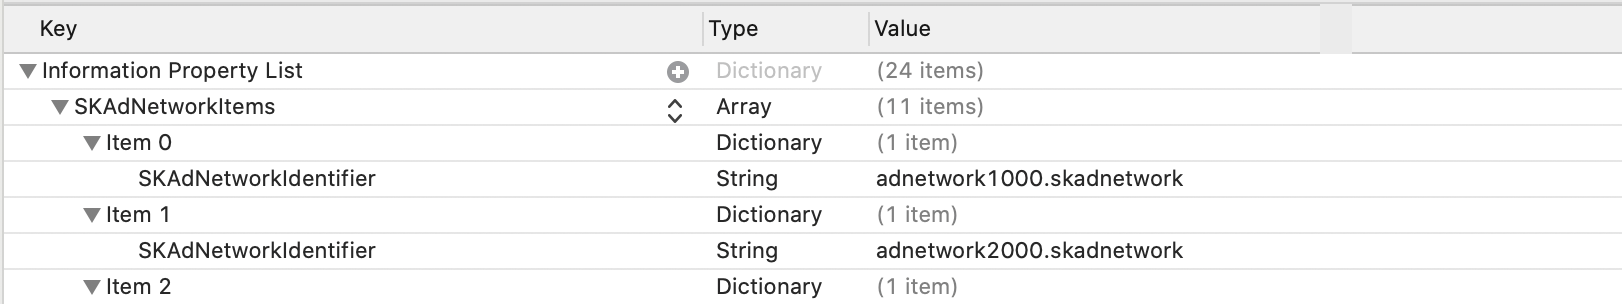 Key Type Value
Information Property List Dictionary (24 items)
SKAdNetworkItems Array (11 items)
Item 0 Dictionary (1 item)
SKAdNetworkIdentifier String adnetwork1000.skadnetwork
Item 1 Dictionary (1 item)
SKAdNetworkIdentifier String adnetwork2000.skadnetwork
Item 2 Dictionary (1 item)